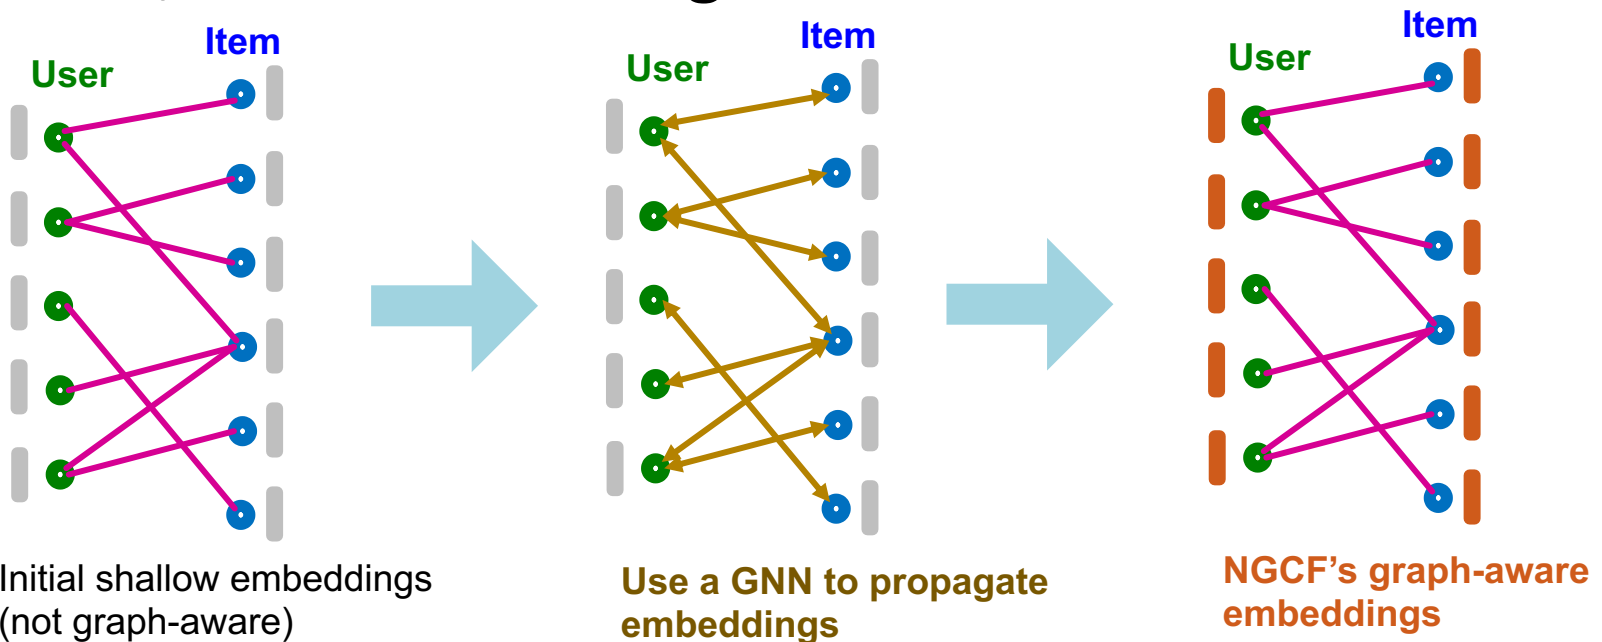 User
Item
User
Item
User
Item
Initial shallow embeddings
(not graph-aware)
Use a GNN to propagate
embeddings
NGCF's graph-aware
embeddings